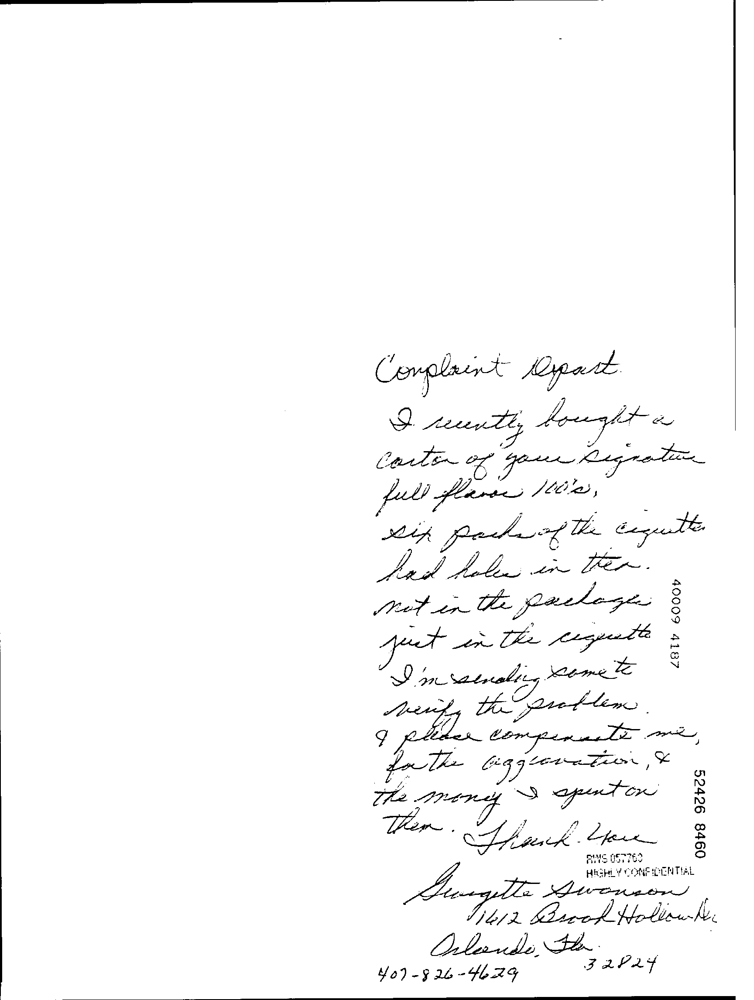 Complaint Depart.
I recently bought a
carton of your signature
full flavor 100's,
six packs of the cigarettes
had holes in them.
not in the packages
just in the cigarette
I'm sending some to
verify the problem.
& please compensate me,
for the aggravation, &
the money I spent on
them. Thank You
RWS 057763
HIGHLY CONFIDENTIAL
Georgette Swanson
1612 Brook Hollow Dr
Orlando, Fla.
32824
407-826-4629
40009 4187
52426 8460